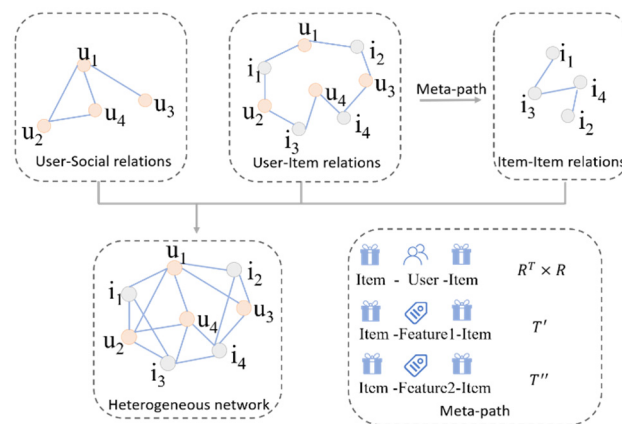 u1
u2
u4
u3
User-Social relations
u1
i1
i2
u4
u3
u2
i3
i4
User-Item relations
Meta-path
i1
i4
i3
i2
Item-Item relations
u1
i1
i2
u4
u3
u2
i3
i4
Heterogeneous network
Item - User -Item R^T × R
Item -Feature1-Item T'
Item -Feature2-Item T''
Meta-path